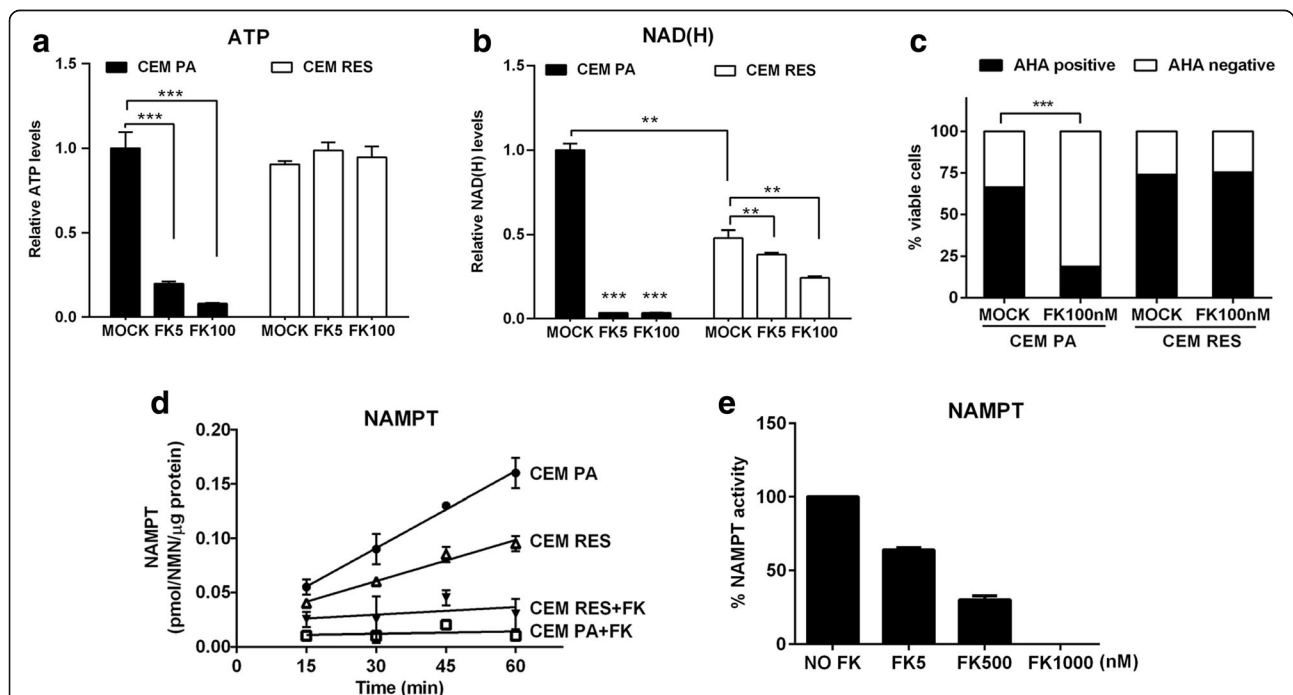 a
ATP
CEM PA
CEM RES
Relative ATP levels
1.5
1.0
0.5
0.0
***
***
MOCK FK5 FK100
MOCK FK5 FK100
b
NAD(H)
CEM PA
CEM RES
Relative NAD(H) levels
1.5
1.0
0.5
0.0
**
**
**
*** ***
MOCK FK5 FK100
MOCK FK5 FK100
c
AHA positive
AHA negative
% viable cells
100
75
50
25
0
***
MOCK FK100nM
MOCK FK100nM
CEM PA
CEM RES
d
NAMPT
NAMPT
(pmol/NMN/µg protein)
0.20
0.15
0.10
0.05
0.00
CEM PA
CEM RES
CEM RES+FK
CEM PA+FK
0 15 30 45 60
Time (min)
e
NAMPT
% NAMPT activity
150
100
50
0
NO FK FK5 FK500 FK1000 (nM)